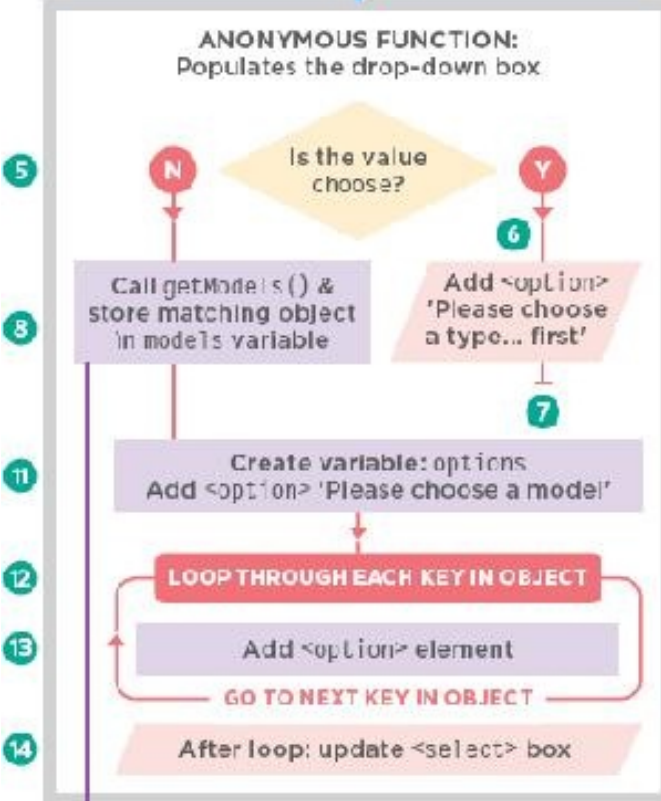 ANONYMOUS FUNCTION:
Populates the drop-down box
5
N
Is the value
choose?
Y
6
Call getModels() &
store matching object
in models variable
Add <option>
'Please choose
a type... first'
8
7
11
Create variable: options
Add <option> 'Please choose a model'
12
LOOP THROUGH EACH KEY IN OBJECT
13
Add <option> element
GO TO NEXT KEY IN OBJECT
14
After loop: update <select> box